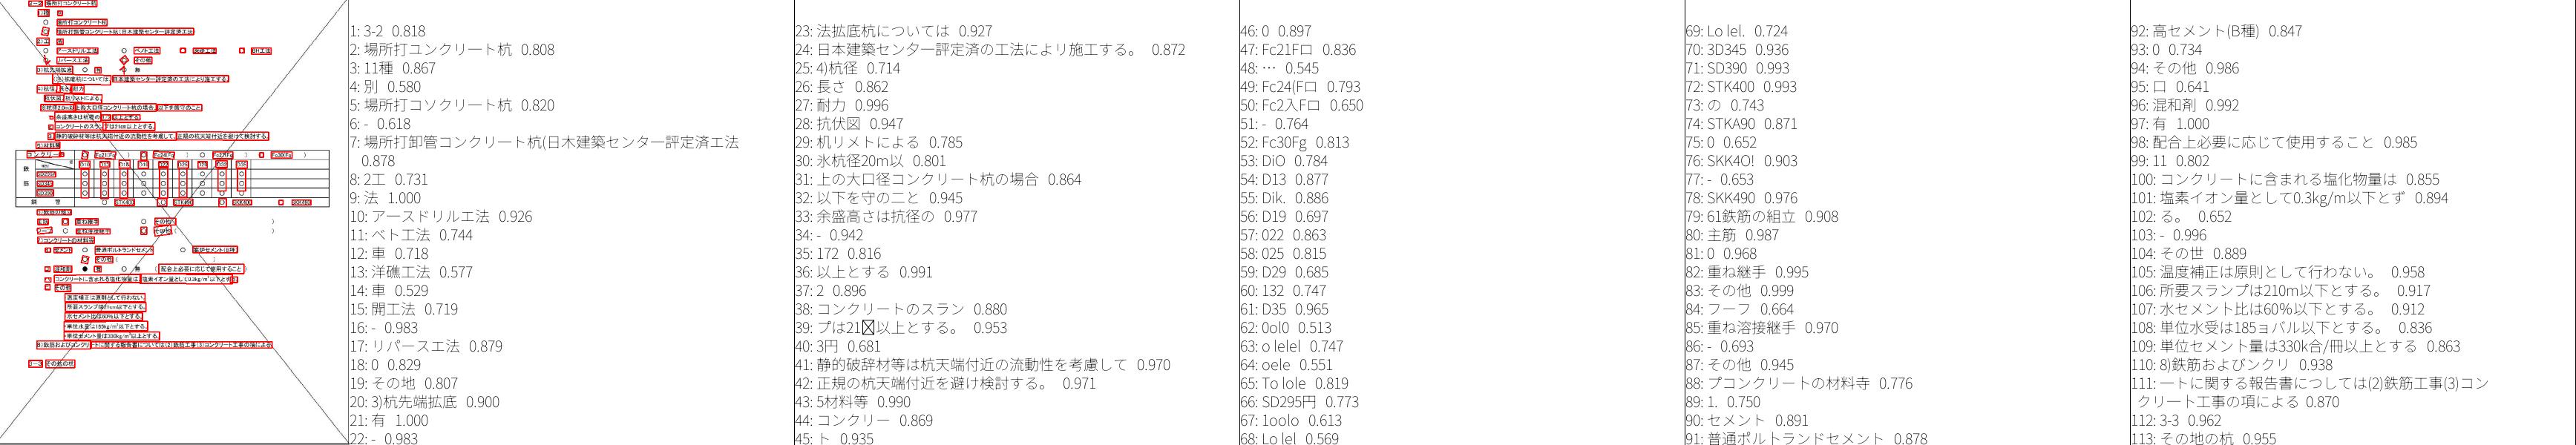 1: 3-2 0.818
2: 場所打コンクリート杭 0.808
3: 11種 0.867
4: 別 0.580
5: 場所打コソクリート杭 0.820
6: - 0.618
7: 場所打卸管コンクリート杭(日木建築センター評定済エ法
0.878
8: 2エ 0.731
9: 法 1.000
10: アースドリル工法 0.926
11: ベト工法 0.744
12: 車 0.718
13: 洋礁工法 0.577
14: 車 0.529
15: 開工法 0.719
16: - 0.983
17: リパース工法 0.879
18: 0 0.829
19: その地 0.807
20: 3)杭先端拡底 0.900
21: 有 1.000
22: - 0.983
23: 法拡底杭については 0.927
24: 日本建築センター評定済の工法によリ施工する。 0.872
25: 4)杭径 0.714
26: 長さ 0.862
27: 耐力 0.996
28: 抗伏図 0.947
29: 机リメトによる 0.785
30: 氷杭径20m以 0.801
31: 上の大口径コンクリート杭の場合 0.864
32: 以下を守の二と 0.945
33: 余盛高さは抗径の 0.977
34: - 0.942
35: 172 0.816
36: 以上とする 0.991
37: 2 0.896
38: コンクリートのスラン 0.880
39: プは21〼以上とする。 0.953
40: 3円 0.681
41: 静的破辞材等は杭天端付近の流動性を考慮して 0.970
42: 正規の杭天端付近を避け検討する。 0.971
43: 5材料等 0.990
44: コンクリー 0.869
45: ト 0.935
46: 0 0.897
47: Fc21F口 0.836
48: … 0.545
49: Fc24(F口 0.793
50: Fc2入F口 0.650
51: - 0.764
52: Fc30Fg 0.813
53: DiO 0.784
54: D13 0.877
55: Dik. 0.886
56: D19 0.697
57: 022 0.863
58: 025 0.815
59: D29 0.685
60: 132 0.747
61: D35 0.965
62: 0ol0 0.513
63: o lelel 0.747
64: oele 0.551
65: To lole 0.819
66: SD295円 0.773
67: 1oolo 0.613
68: Lo lel 0.569
69: Lo lel. 0.724
70: 3D345 0.936
71: SD390 0.993
72: STK400 0.993
73: の 0.743
74: STKA90 0.871
75: 0 0.652
76: SKK4O! 0.903
77: - 0.653
78: SKK490 0.976
79: 61鉄筋の組立 0.908
80: 主筋 0.987
81: 0 0.968
82: 重ね継手 0.995
83: その他 0.999
84: フーフ 0.664
85: 重ね溶接継手 0.970
86: - 0.693
87: その他 0.945
88: プコンクリートの材料寺 0.776
89: 1. 0.750
90: セメント 0.891
91: 普通ポルトランドセメント 0.878
92: 高セメント(B種) 0.847
93: 0 0.734
94: その他 0.986
95: 口 0.641
96: 混和剤 0.992
97: 有 1.000
98: 配合上必要に応じて使用すること 0.985
99: 11 0.802
100: コンクリートに含まれる塩化物量は 0.855
101: 塩素イオン量として0.3kg/m以下とず 0.894
102: る。 0.652
103: - 0.996
104: その世 0.889
105: 温度補正は原則として行わない。 0.958
106: 所要スランプは210m以下とする。 0.917
107: 水セメント比は60%以下とする。 0.912
108: 単位水受は185ョバル以下とする。 0.836
109: 単位セメント量は330k合/冊以上とする 0.863
110: 8)鉄筋およびンクリ 0.938
111: ートに関する報告書につしては(2)鉄筋工事(3)コン
クリート工事の項による 0.870
112: 3-3 0.962
113: その地の杭 0.955